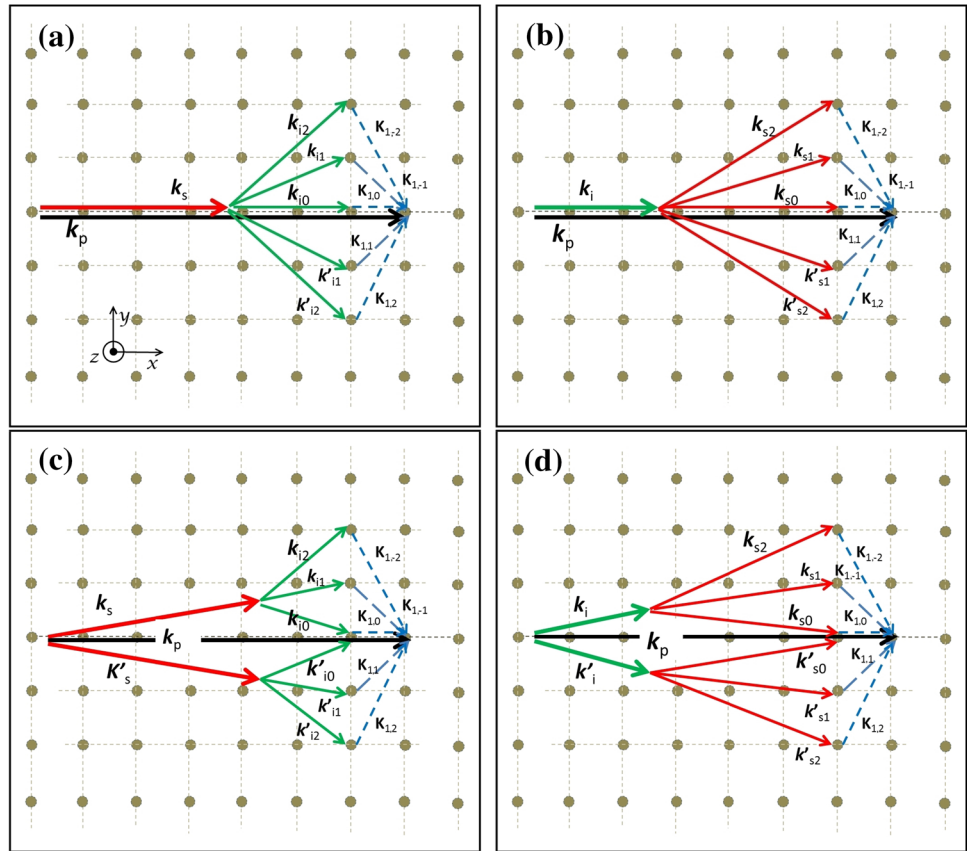 (a)
k_i2
K_1,-2
k_i1
k_s
k_i0
K_1,0
K_1,-1
k_p
K_1,1
k'_i1
k'_i2
K_1,2
y
z
x
(b)
k_s2
K_1,-2
k_s1
k_i
k_s0
K_1,0
K_1,-1
k_p
K_1,1
k'_s1
k'_s2
K_1,2
(c)
k_i2
K_1,-2
k_i1
k_s
k_i0
K_1,0
K_1,-1
k_p
K'_s
k'_i0
K_1,1
k'_i1
k'_i2
K_1,2
(d)
k_s2
K_1,-2
k_s1
K_1,-1
k_i
k_s0
K_1,0
k_p
k'_i
k'_s0
K_1,1
k'_s1
k'_s2
K_1,2